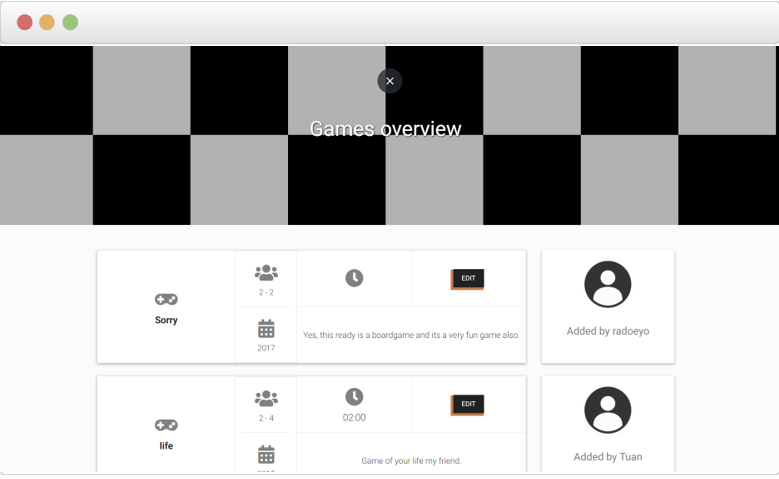 Games overview
2 - 2
EDIT
Sorry
2017
Yes, this ready is a boardgame and its a very fun game also.
Added by radoeyo
2 - 4
02:00
EDIT
life
Game of your life my friend.
Added by Tuan